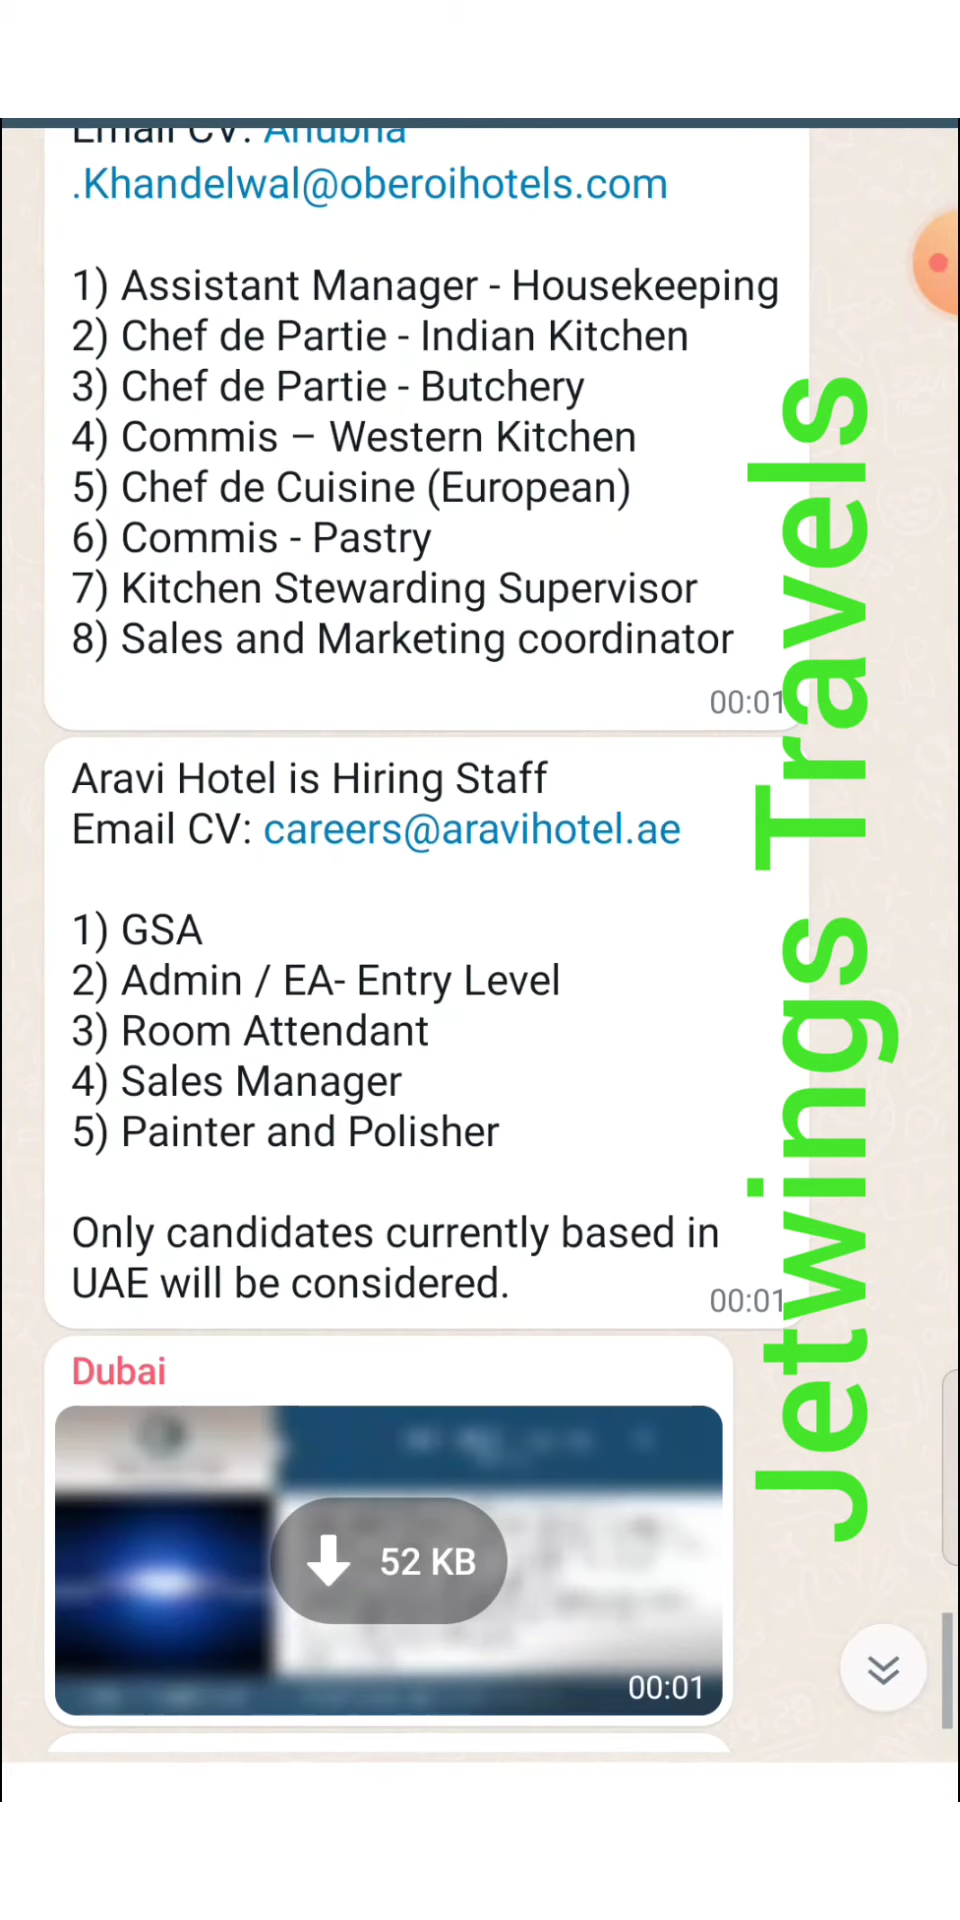 Email CV: Anubha
.Khandelwal@oberoihotels.com
1) Assistant Manager - Housekeeping
2) Chef de Partie - Indian Kitchen
3) Chef de Partie - Butchery
4) Commis – Western Kitchen
5) Chef de Cuisine (European)
6) Commis - Pastry
7) Kitchen Stewarding Supervisor
8) Sales and Marketing coordinator
00:01
Aravi Hotel is Hiring Staff
Email CV: careers@aravihotel.ae
1) GSA
2) Admin / EA- Entry Level
3) Room Attendant
4) Sales Manager
5) Painter and Polisher
Only candidates currently based in
UAE will be considered.
00:01
Dubai
52 KB
00:01
Jetwings Travels